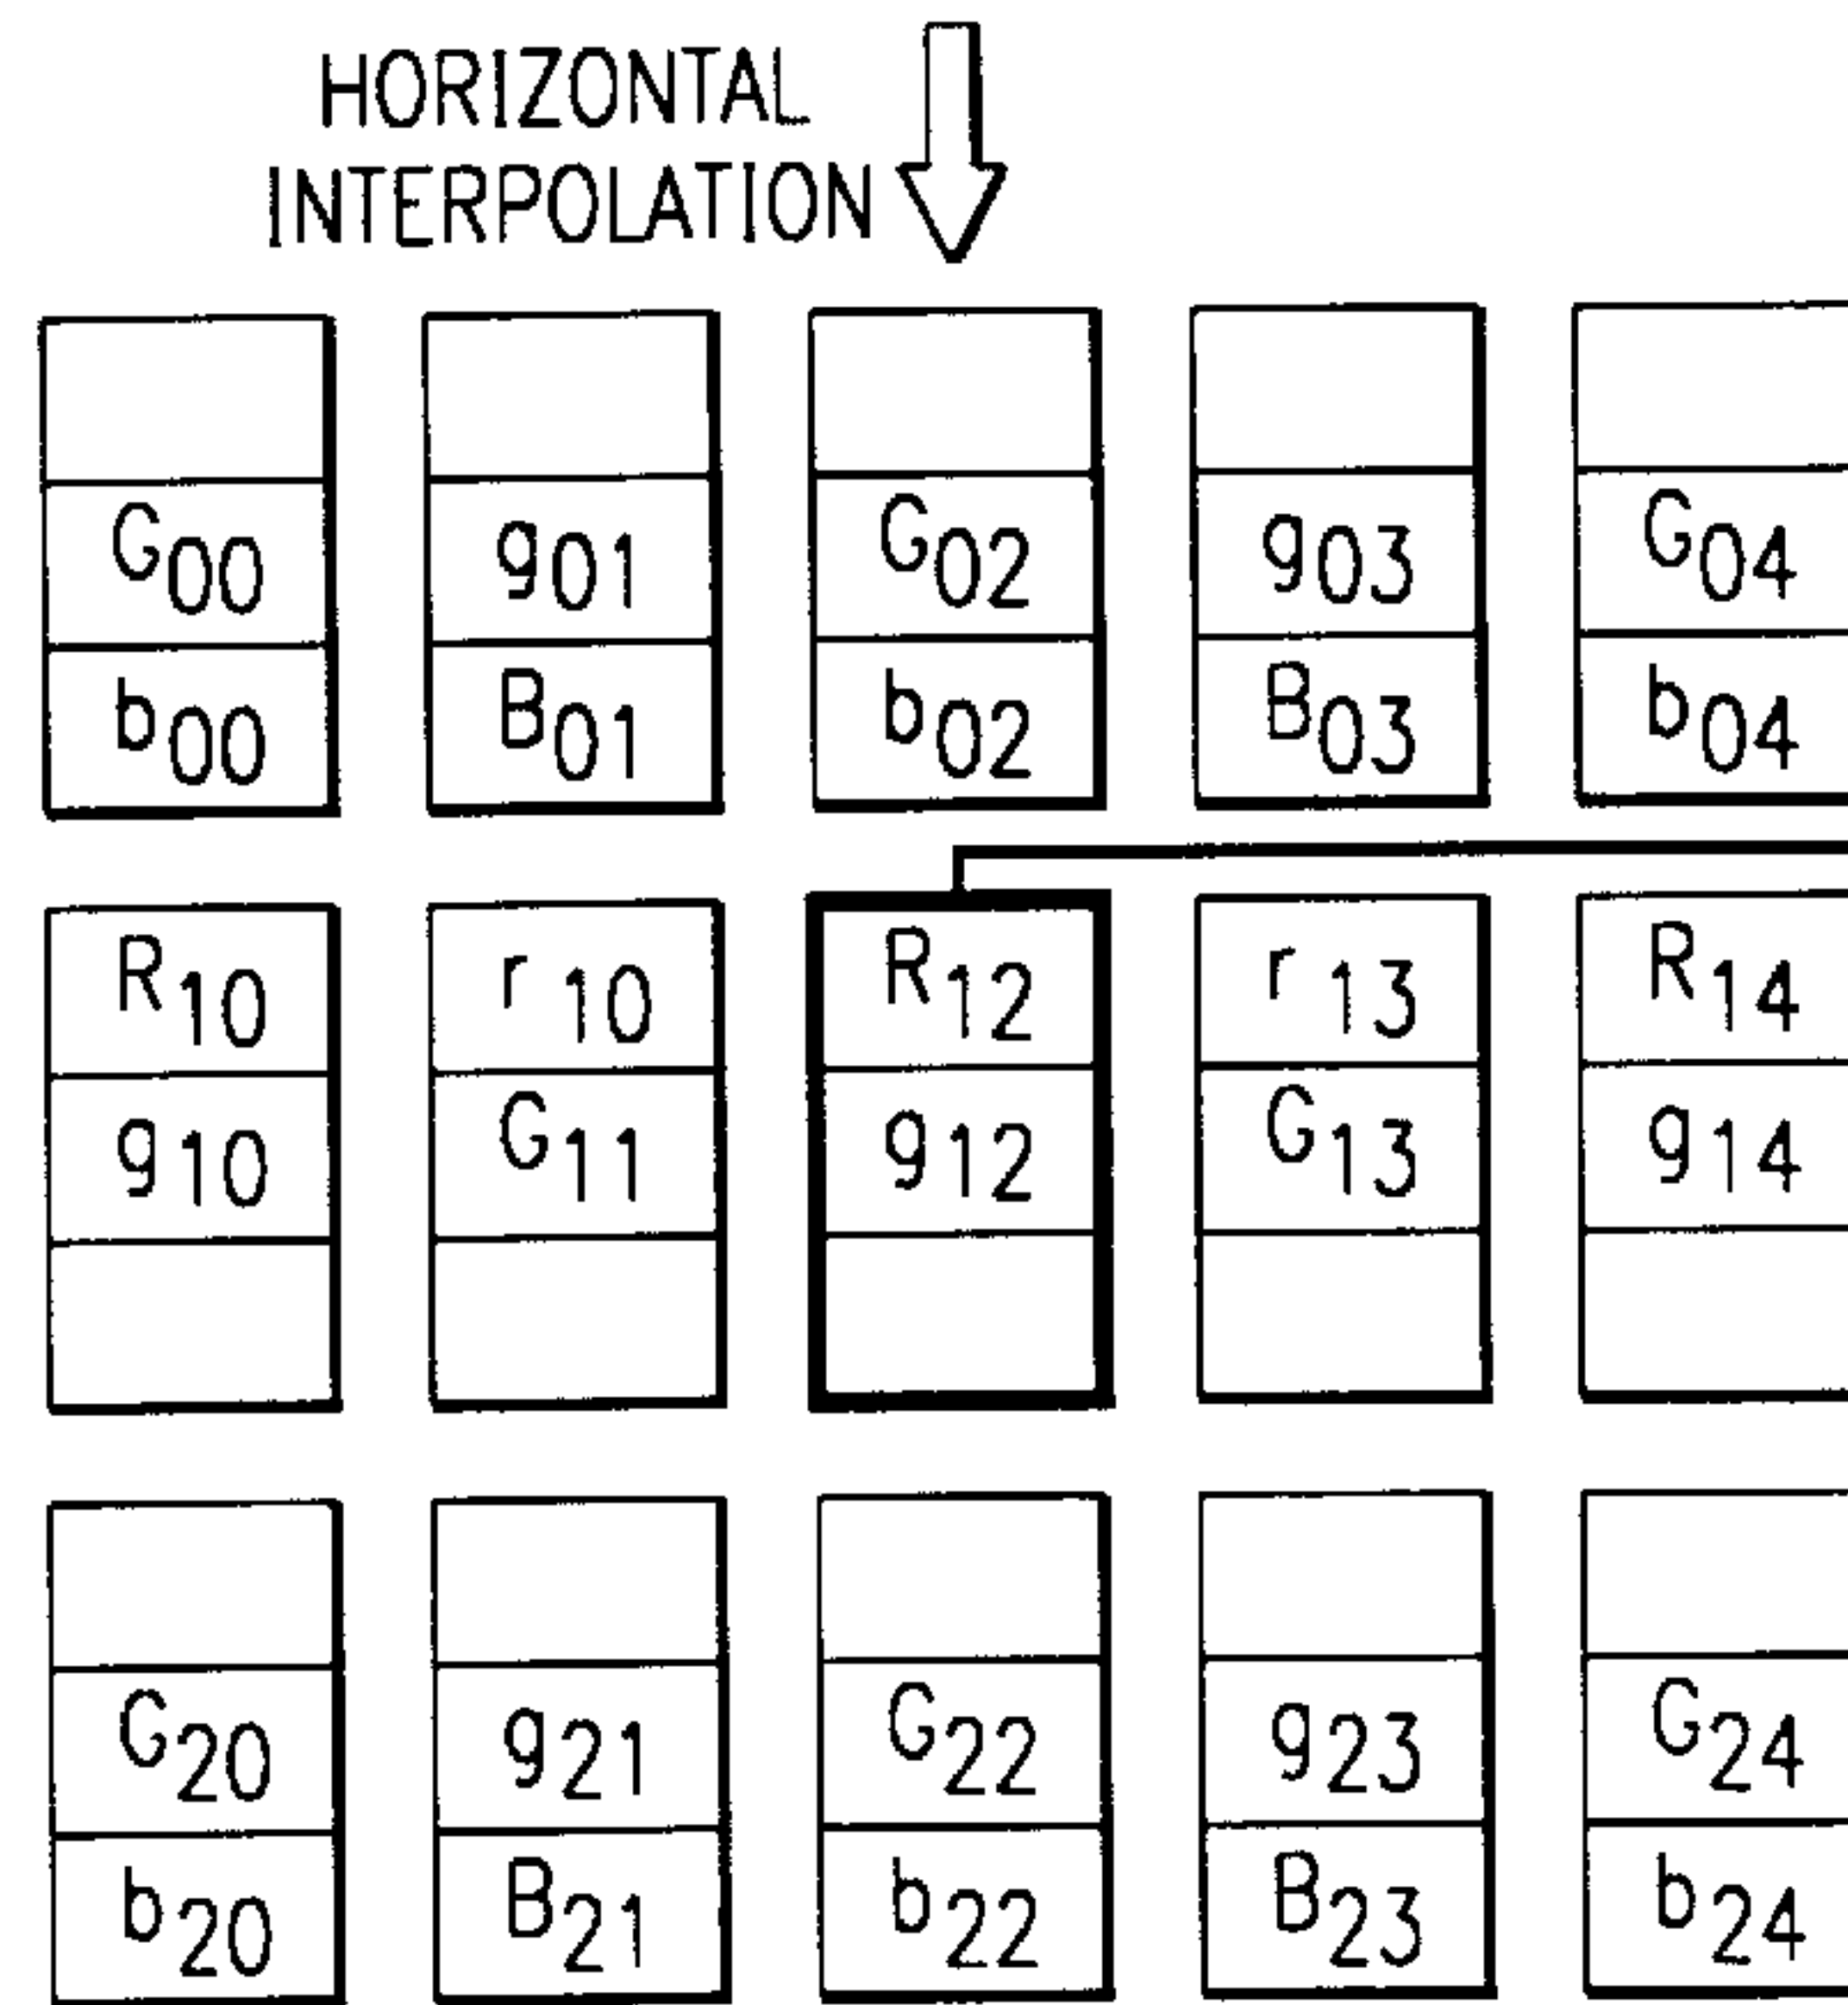 HORIZONTAL
INTERPOLATION
G00 g01 G02 g03 G04
b00 B01 b02 B03 b04
R10 r10 R12 r13 R14
g10 G11 g12 G13 g14
G20 g21 G22 g23 G24
b20 B21 b22 B23 b24